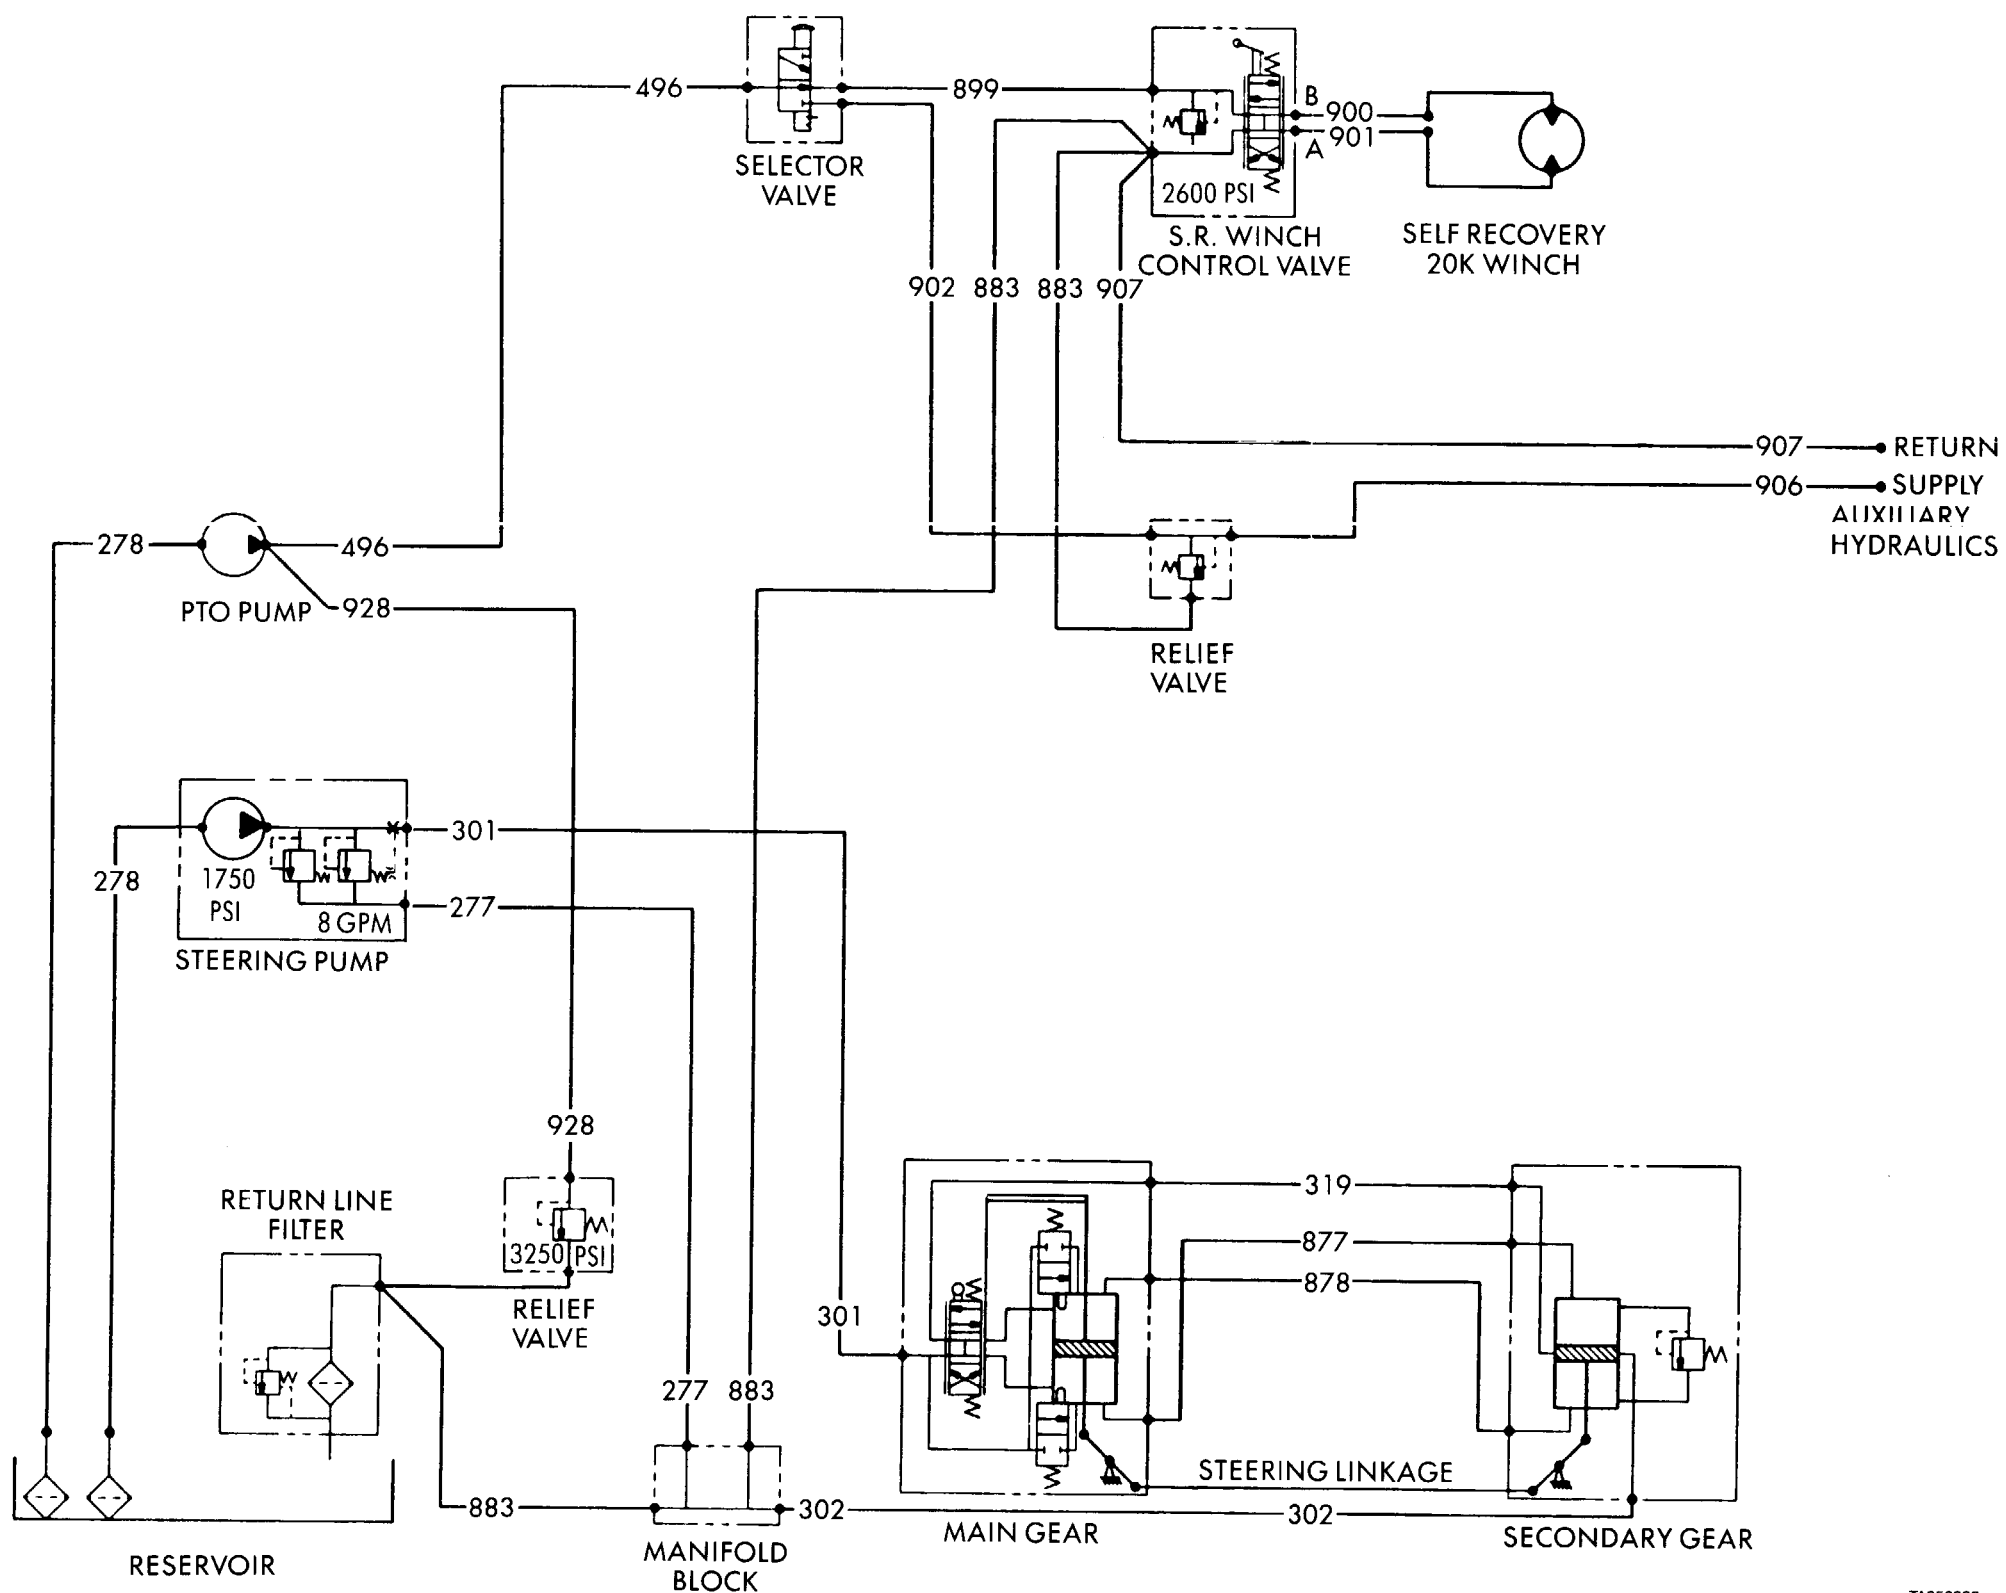 496
SELECTOR
VALVE
899
B
900
901
A
2600 PSI
S.R. WINCH
CONTROL VALVE
SELF RECOVERY
20K WINCH
902
883
883
907
907
RETURN
906
SUPPLY
AUXILIARY
HYDRAULICS
278
496
PTO PUMP
928
RELIEF
VALVE
301
1750
PSI
278
8 GPM
277
STEERING PUMP
928
RETURN LINE
FILTER
3250 PSI
RELIEF
VALVE
319
877
878
301
277
883
STEERING LINKAGE
883
302
302
MAIN GEAR
SECONDARY GEAR
MANIFOLD
BLOCK
RESERVOIR